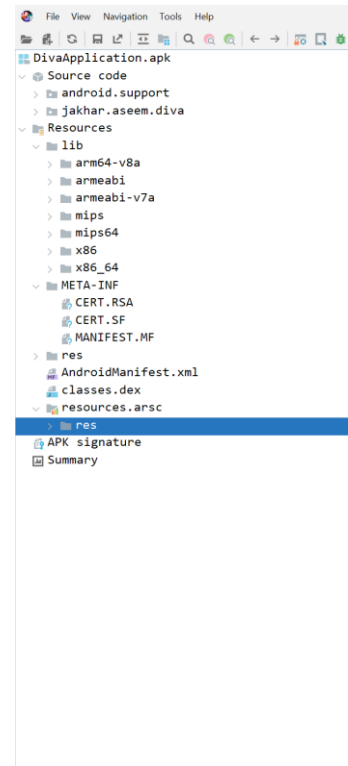 File View Navigation Tools Help
DivaApplication.apk
Source code
android.support
jakhar.aseem.diva
Resources
lib
arm64-v8a
armeabi
armeabi-v7a
mips
mips64
x86
x86_64
META-INF
CERT.RSA
CERT.SF
MANIFEST.MF
res
AndroidManifest.xml
classes.dex
resources.arsc
res
APK signature
Summary